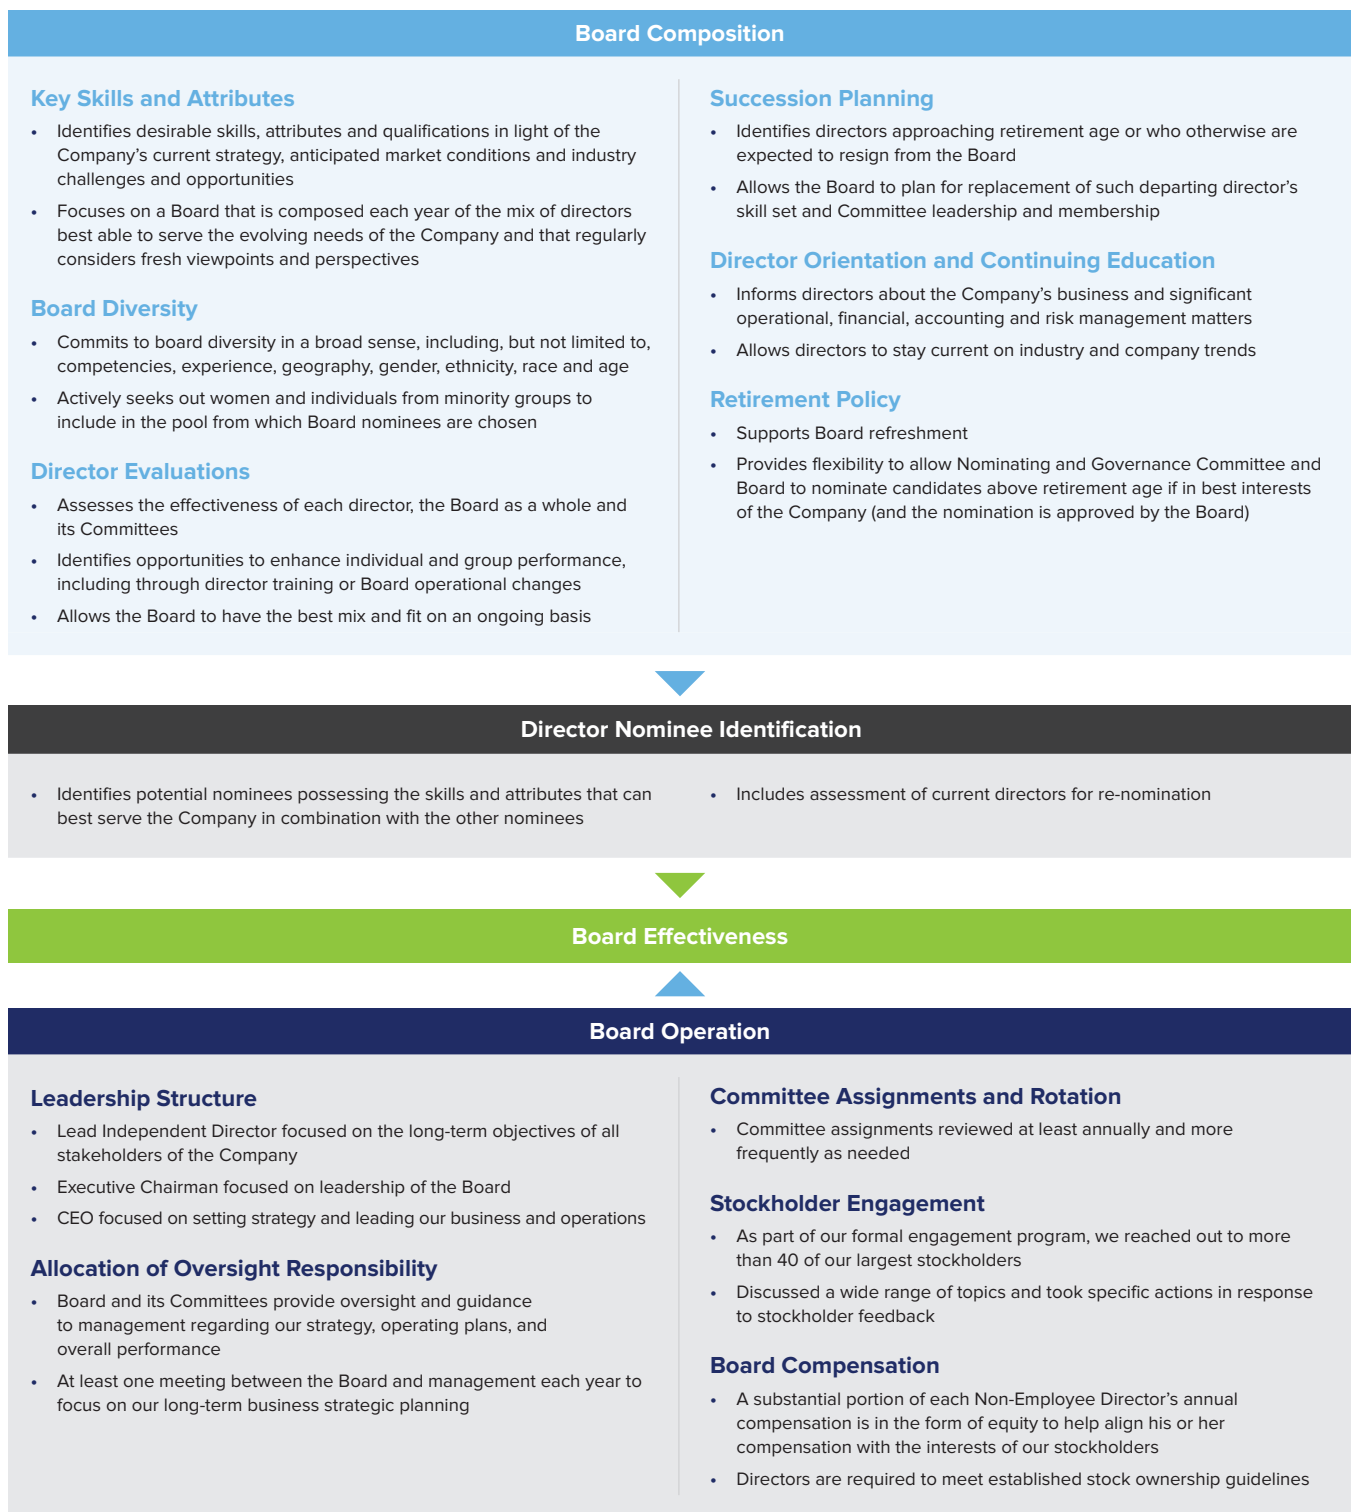 Board Composition
Key Skills and Attributes
• Identifies desirable skills, attributes and qualifications in light of the
Company’s current strategy, anticipated market conditions and industry
challenges and opportunities
• Focuses on a Board that is composed each year of the mix of directors
best able to serve the evolving needs of the Company and that regularly
considers fresh viewpoints and perspectives
Board Diversity
• Commits to board diversity in a broad sense, including, but not limited to,
competencies, experience, geography, gender, ethnicity, race and age
• Actively seeks out women and individuals from minority groups to
include in the pool from which Board nominees are chosen
Director Evaluations
• Assesses the effectiveness of each director, the Board as a whole and
its Committees
• Identifies opportunities to enhance individual and group performance,
including through director training or Board operational changes
• Allows the Board to have the best mix and fit on an ongoing basis
Succession Planning
• Identifies directors approaching retirement age or who otherwise are
expected to resign from the Board
• Allows the Board to plan for replacement of such departing director’s
skill set and Committee leadership and membership
Director Orientation and Continuing Education
• Informs directors about the Company’s business and significant
operational, financial, accounting and risk management matters
• Allows directors to stay current on industry and company trends
Retirement Policy
• Supports Board refreshment
• Provides flexibility to allow Nominating and Governance Committee and
Board to nominate candidates above retirement age if in best interests
of the Company (and the nomination is approved by the Board)
Director Nominee Identification
• Identifies potential nominees possessing the skills and attributes that can
best serve the Company in combination with the other nominees
• Includes assessment of current directors for re-nomination
Board Effectiveness
Board Operation
Leadership Structure
• Lead Independent Director focused on the long-term objectives of all
stakeholders of the Company
• Executive Chairman focused on leadership of the Board
• CEO focused on setting strategy and leading our business and operations
Allocation of Oversight Responsibility
• Board and its Committees provide oversight and guidance
to management regarding our strategy, operating plans, and
overall performance
• At least one meeting between the Board and management each year to
focus on our long-term business strategic planning
Committee Assignments and Rotation
• Committee assignments reviewed at least annually and more
frequently as needed
Stockholder Engagement
• As part of our formal engagement program, we reached out to more
than 40 of our largest stockholders
• Discussed a wide range of topics and took specific actions in response
to stockholder feedback
Board Compensation
• A substantial portion of each Non-Employee Director’s annual
compensation is in the form of equity to help align his or her
compensation with the interests of our stockholders
• Directors are required to meet established stock ownership guidelines